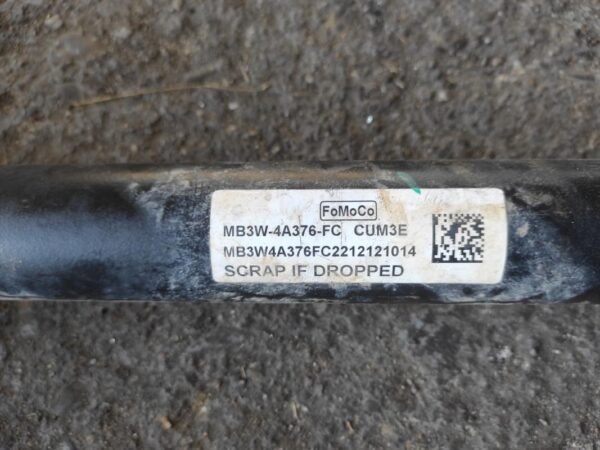 FoMoCo
MB3W-4A376-FC CUM3E
MB3W4A376FC2212121014
SCRAP IF DROPPED